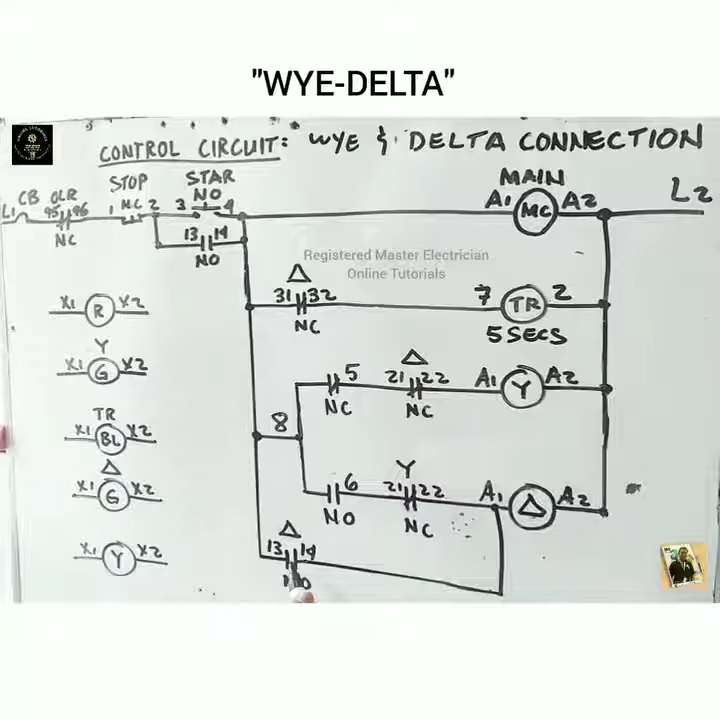 "WYE-DELTA"
CONTROL CIRCUIT: WYE & DELTA CONNECTION
L1 CB OLR 95 96 NC
STOP 1 NC 2
STAR NO 3 4
13 14 NO
MAIN A1 MC A2 L2
Registered Master Electrician
Online Tutorials
Δ 31 32 NC 7 TR 2 5 SECS
X1 R X2
Y X1 G X2
5 NC Δ 21 22 NC A1 Y A2
8
TR X1 BL X2
Δ X1 G X2
6 NO Y 21 22 NC A1 Δ A2
Δ 13 14 NO
X1 Y X2